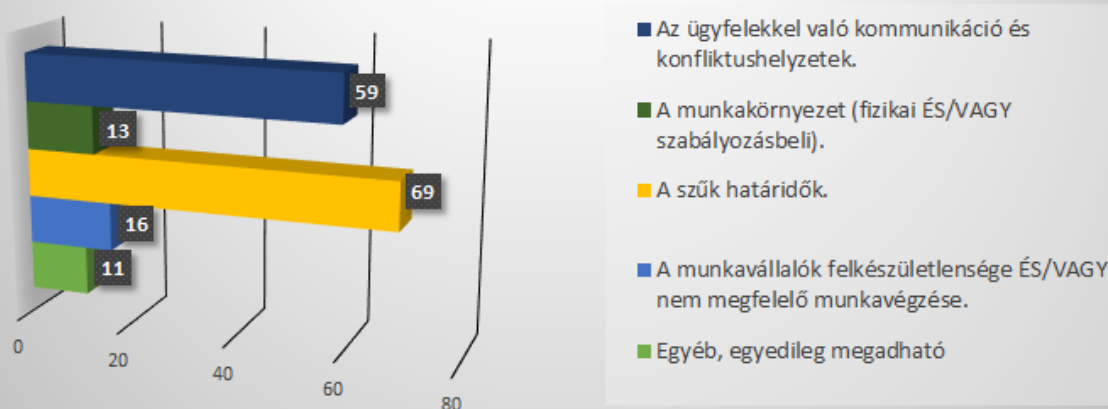 59
13
69
16
11
0
20
40
60
80
Az ügyfelekkel való kommunikáció és
konfliktushelyzetek.
A munkakörnyezet (fizikai ÉS/VAGY
szabályozásbeli).
A szűk határidők.
A munkavállalók felkészületlensége ÉS/VAGY
nem megfelelő munkavégzése.
Egyéb, egyedileg megadható